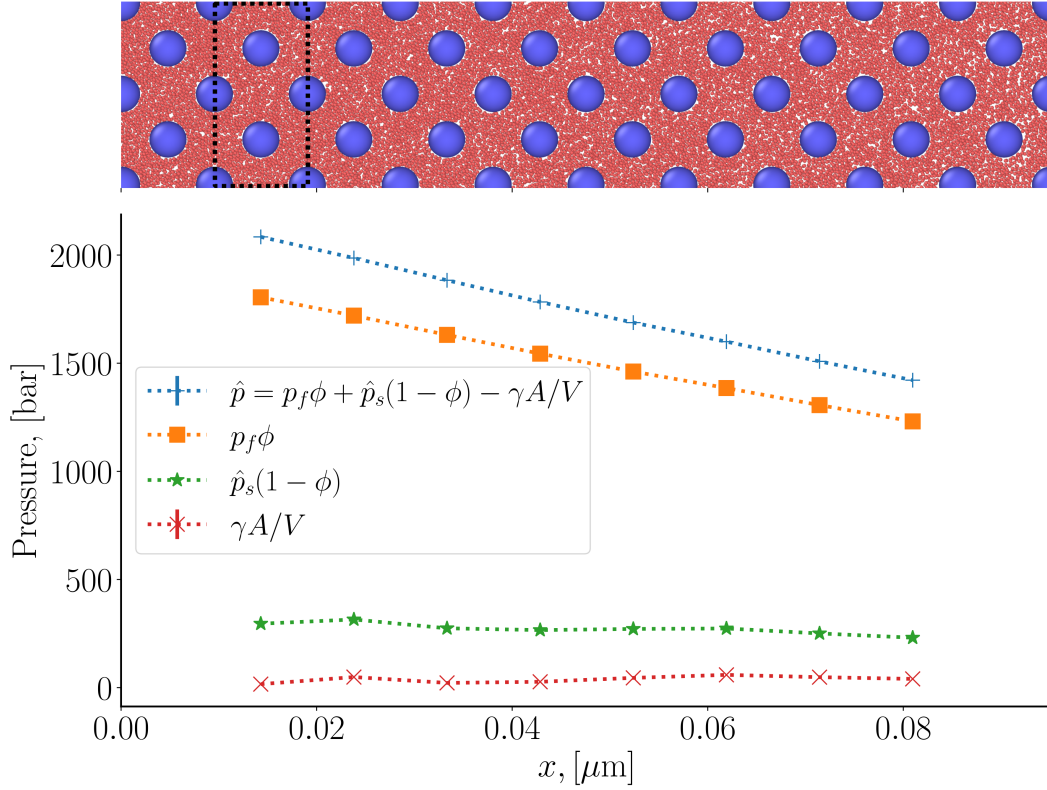 2000
1500
1000
500
0
Pressure, [bar]
p̂ = p_fϕ + p̂_s(1 − ϕ) − γA/V
p_fϕ
p̂_s(1 − ϕ)
γA/V
0.00 0.02 0.04 0.06 0.08
x, [μm]